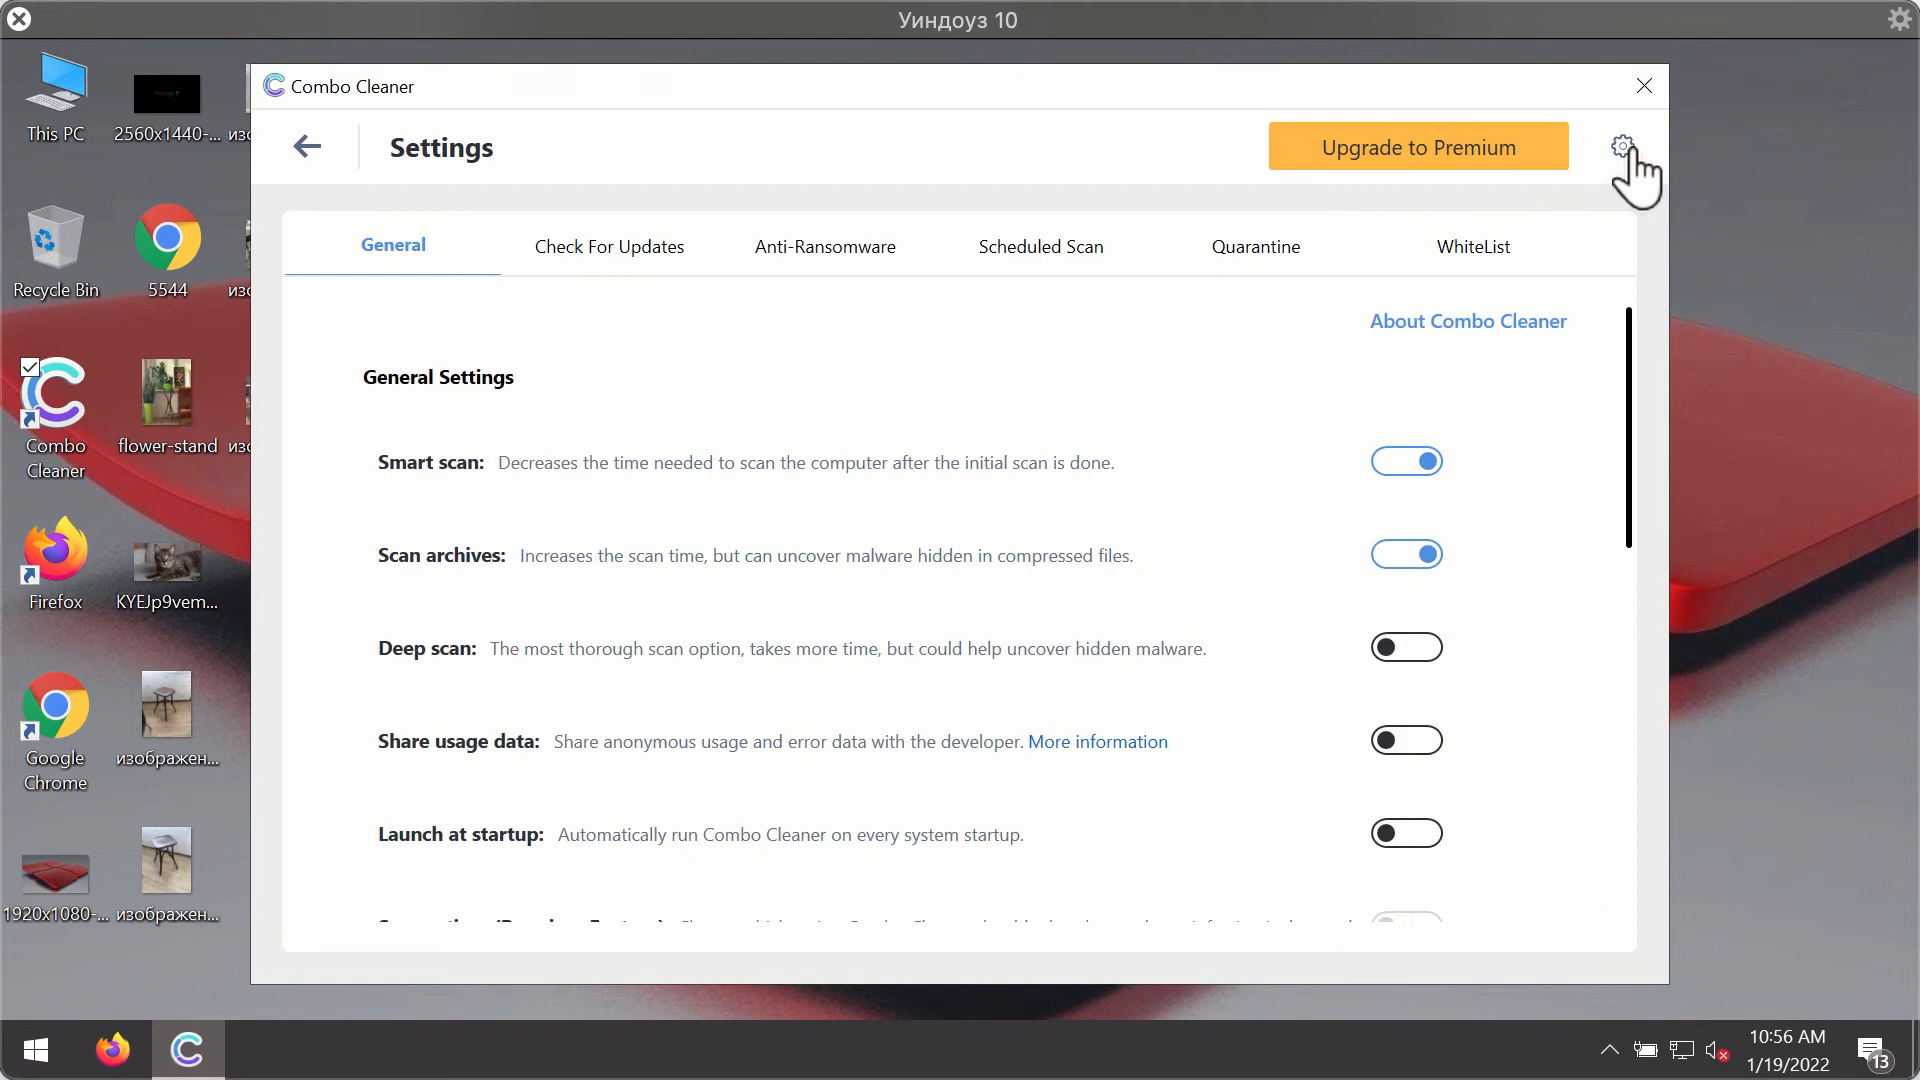 Уиндоуз 10
This PC
2560x1440-...
изо
Combo Cleaner
Settings
Upgrade to Premium
General
Check For Updates
Anti-Ransomware
Scheduled Scan
Quarantine
WhiteList
Recycle Bin
5544
изо
About Combo Cleaner
General Settings
Smart scan: Decreases the time needed to scan the computer after the initial scan is done.
Combo
Cleaner
flower-stand
изо
Scan archives: Increases the scan time, but can uncover malware hidden in compressed files.
Firefox
KYEJp9vem...
Deep scan: The most thorough scan option, takes more time, but could help uncover hidden malware.
Share usage data: Share anonymous usage and error data with the developer. More information
Google
Chrome
изображен...
Launch at startup: Automatically run Combo Cleaner on every system startup.
1920x1080-...
изображен...
10:56 AM
1/19/2022
13